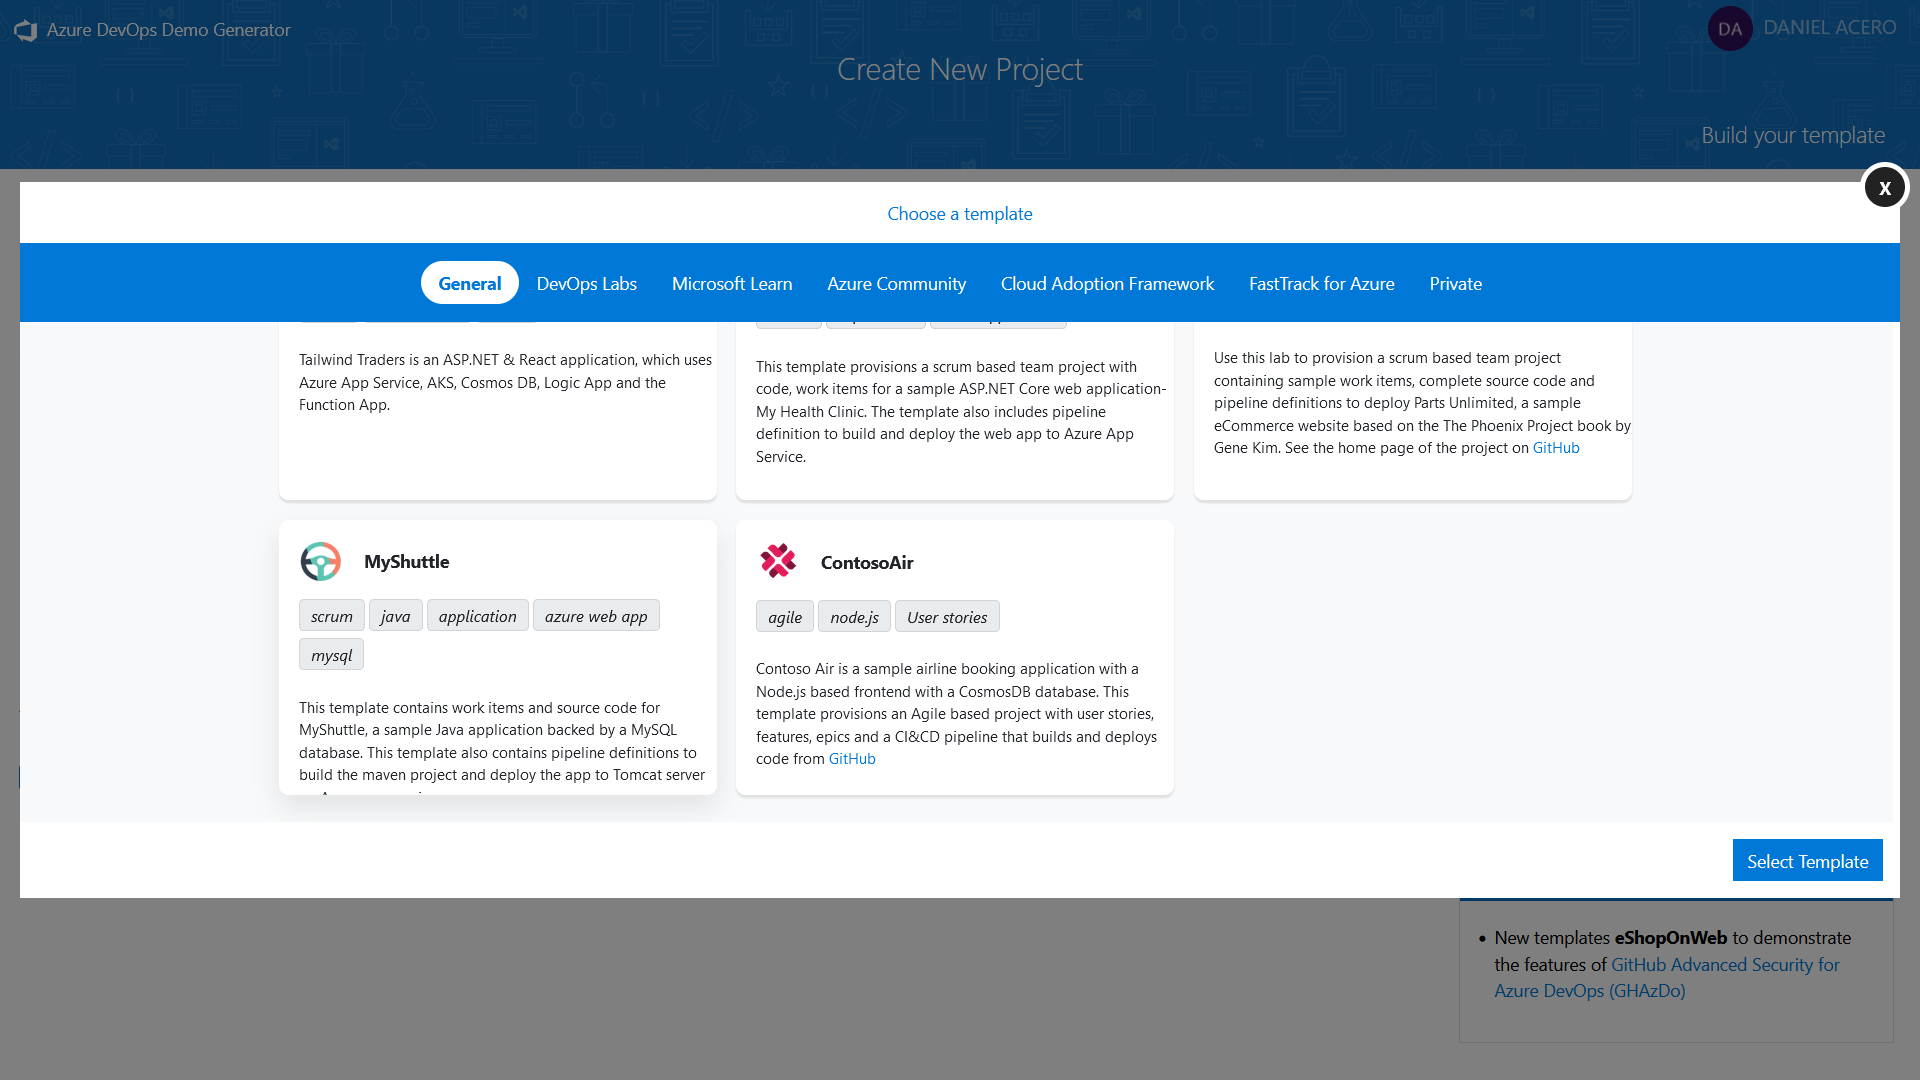 Azure DevOps Demo Generator
DA DANIEL ACERO
Create New Project
Build your template
X
Choose a template
General DevOps Labs Microsoft Learn Azure Community Cloud Adoption Framework FastTrack for Azure Private
Tailwind Traders is an ASP.NET & React application, which uses
Azure App Service, AKS, Cosmos DB, Logic App and the
Function App.
This template provisions a scrum based team project with
code, work items for a sample ASP.NET Core web application-
My Health Clinic. The template also includes pipeline
definition to build and deploy the web app to Azure App
Service.
Use this lab to provision a scrum based team project
containing sample work items, complete source code and
pipeline definitions to deploy Parts Unlimited, a sample
eCommerce website based on the The Phoenix Project book by
Gene Kim. See the home page of the project on GitHub
MyShuttle
scrum java application azure web app
mysql
This template contains work items and source code for
MyShuttle, a sample Java application backed by a MySQL
database. This template also contains pipeline definitions to
build the maven project and deploy the app to Tomcat server
ContosoAir
agile node.js User stories
Contoso Air is a sample airline booking application with a
Node.js based frontend with a CosmosDB database. This
template provisions an Agile based project with user stories,
features, epics and a CI&CD pipeline that builds and deploys
code from GitHub
Select Template
• New templates eShopOnWeb to demonstrate
the features of GitHub Advanced Security for
Azure DevOps (GHAzDo)